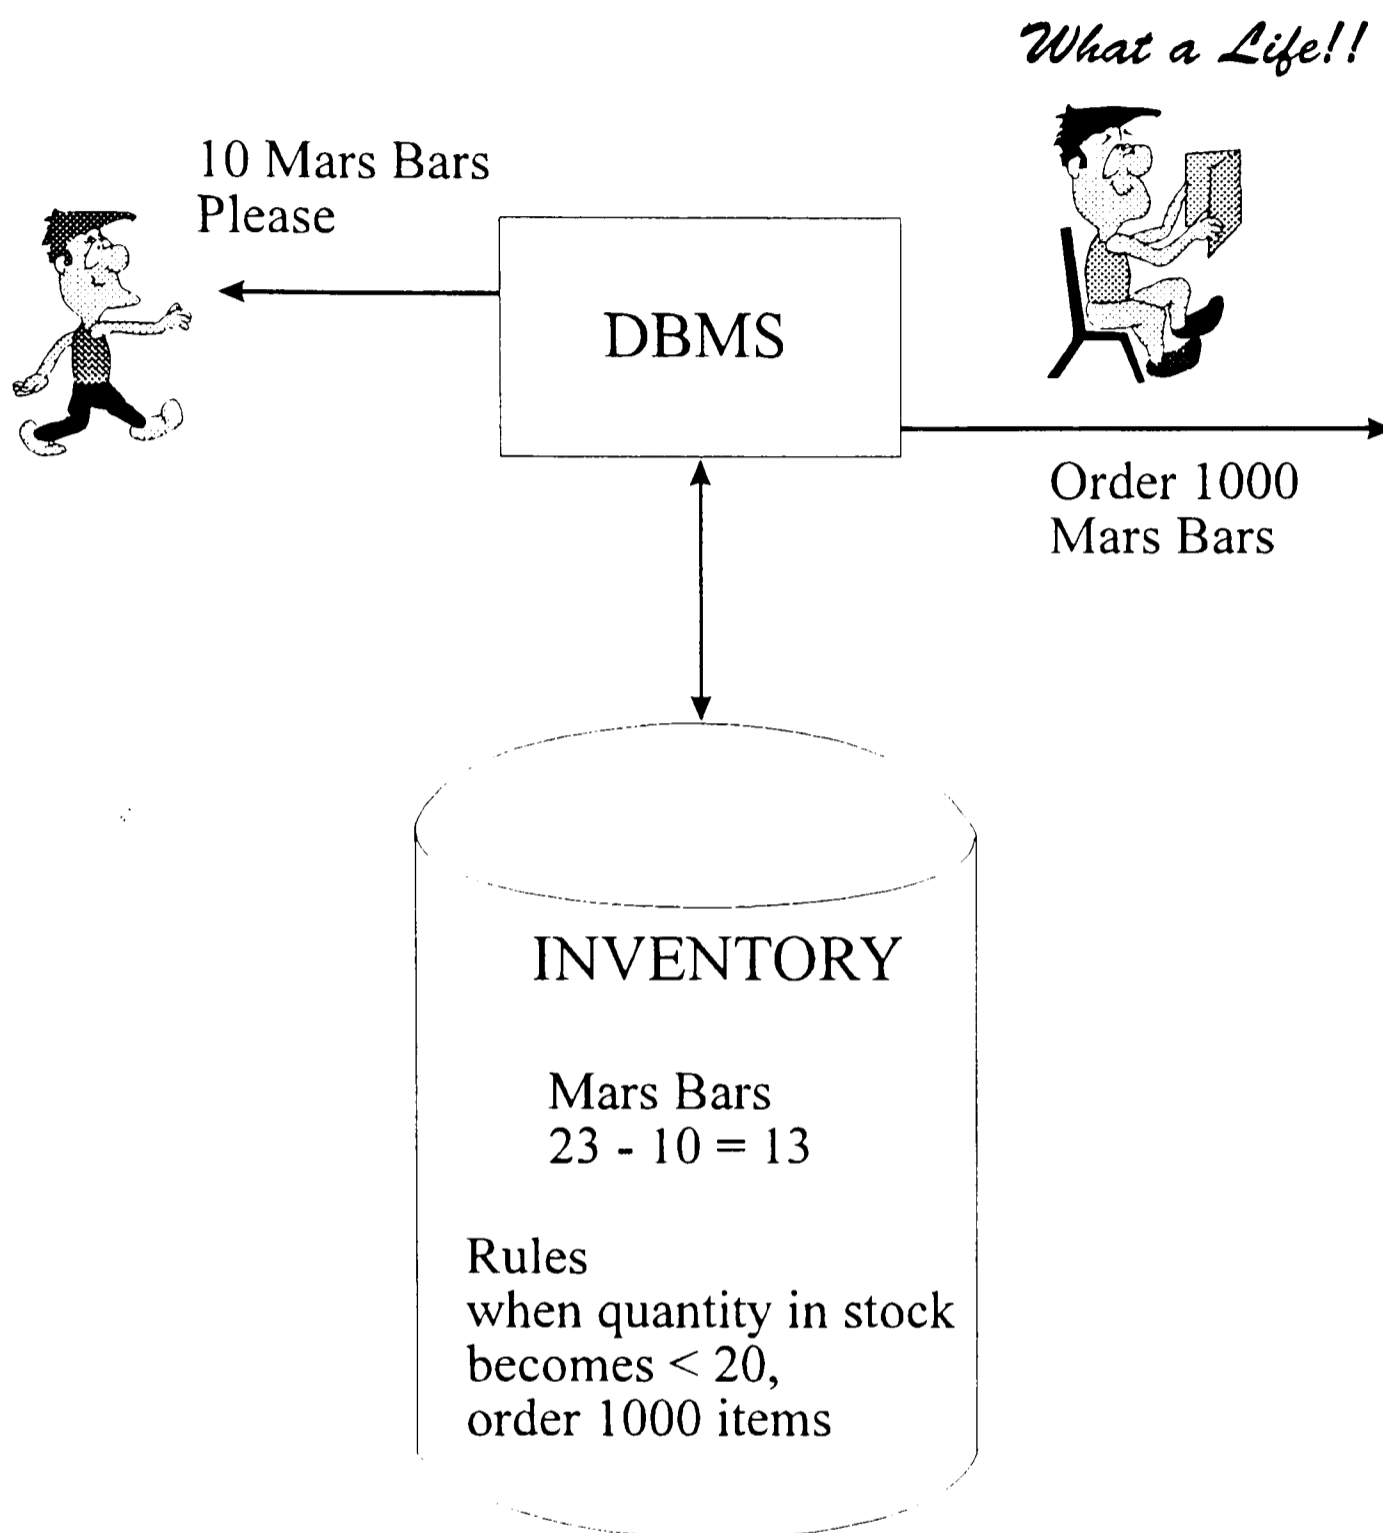 What a Life!!
10 Mars Bars
Please
DBMS
Order 1000
Mars Bars
INVENTORY
Mars Bars
23 - 10 = 13
Rules
when quantity in stock
becomes < 20,
order 1000 items